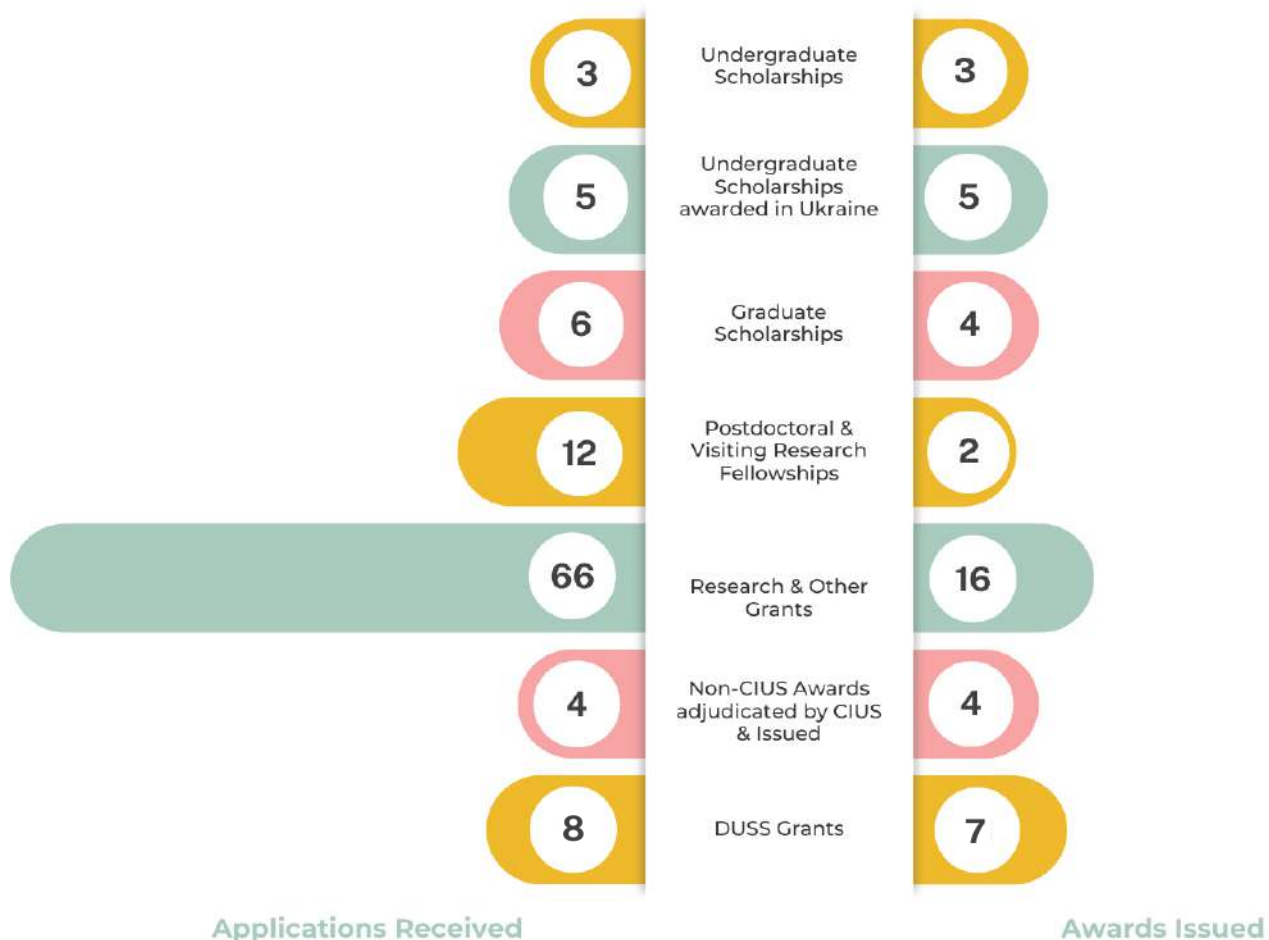 3
Undergraduate
Scholarships
3
5
Undergraduate
Scholarships
awarded in Ukraine
5
6
Graduate
Scholarships
4
12
Postdoctoral &
Visiting Research
Fellowships
2
66
Research & Other
Grants
16
4
Non-CIUS Awards
adjudicated by CIUS
& Issued
4
8
DUSS Grants
7
Applications Received
Awards Issued